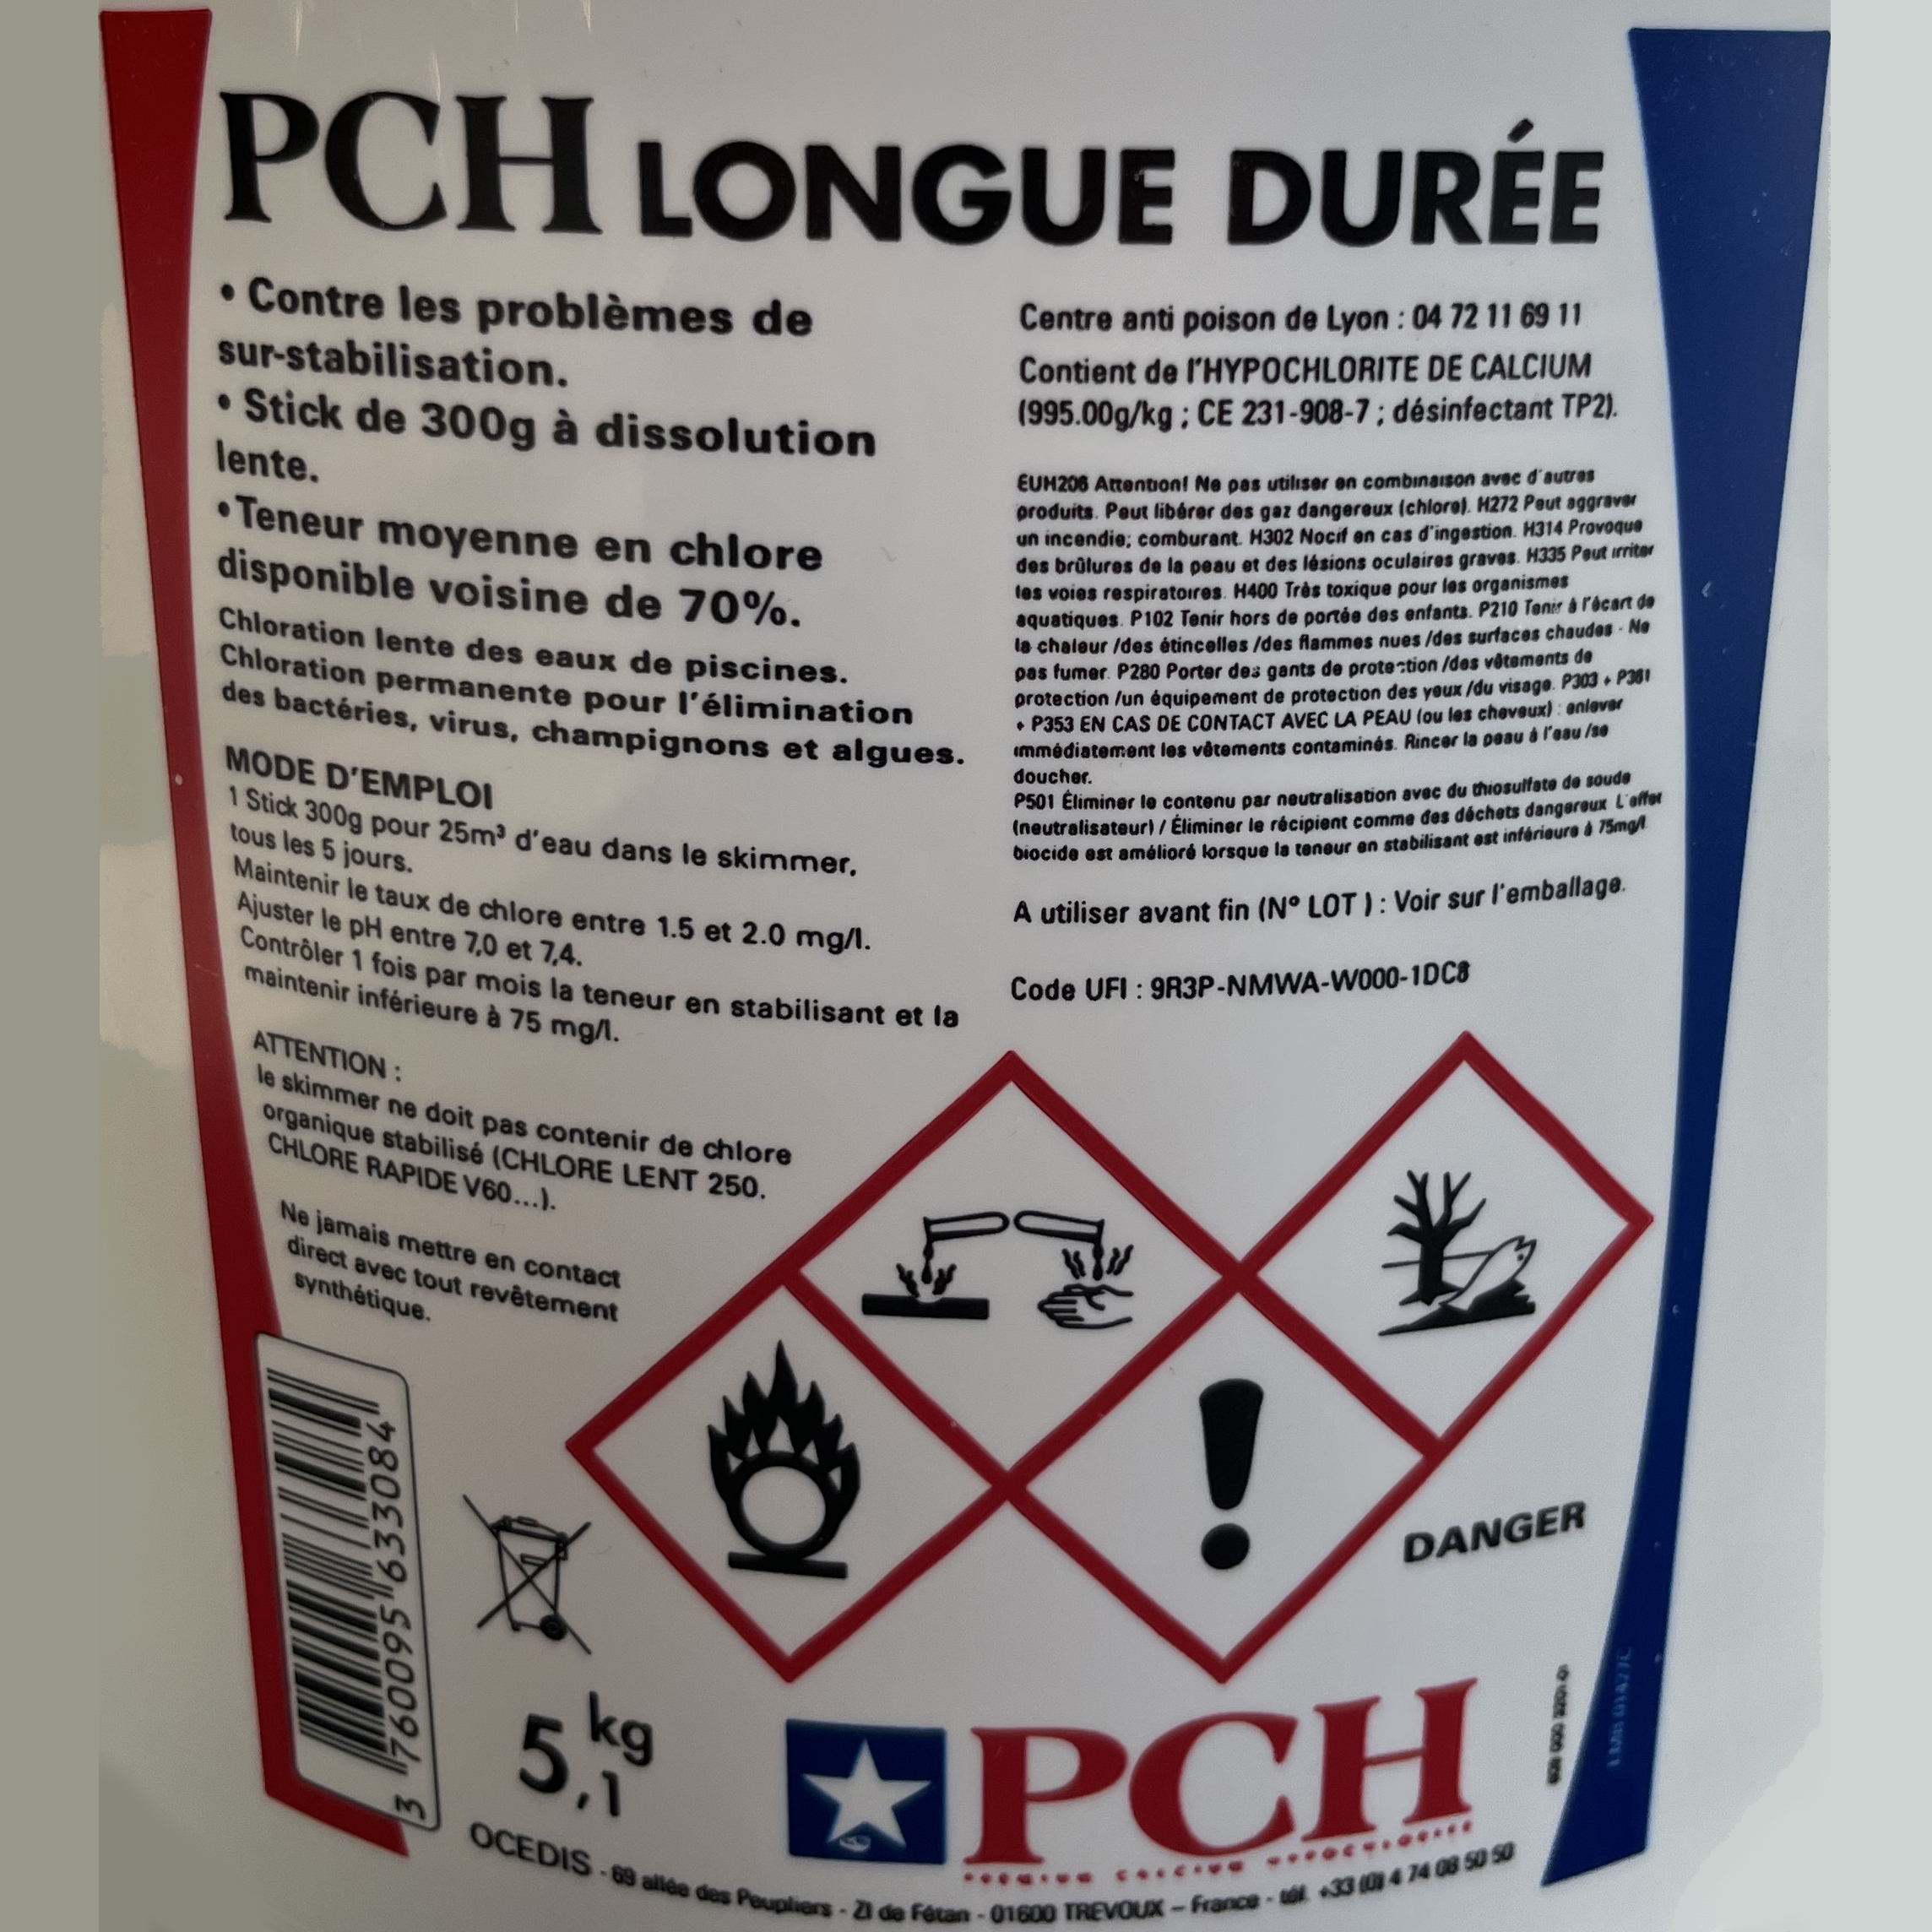 PCH LONGUE DURÉE
• Contre les problèmes de
sur-stabilisation.
• Stick de 300g à dissolution
lente.
• Teneur moyenne en chlore
disponible voisine de 70%.
Chloration lente des eaux de piscines.
Chloration permanente pour l'élimination
des bactéries, virus, champignons et algues.
MODE D'EMPLOI
1 Stick 300g pour 25m³ d'eau dans le skimmer,
tous les 5 jours.
Maintenir le taux de chlore entre 1.5 et 2.0 mg/l.
Ajuster le pH entre 7,0 et 7,4.
Contrôler 1 fois par mois la teneur en stabilisant et la
maintenir inférieure à 75 mg/l.
ATTENTION :
le skimmer ne doit pas contenir de chlore
organique stabilisé (CHLORE LENT 250.
CHLORE RAPIDE V60...).
Ne jamais mettre en contact
direct avec tout revêtement
synthétique.
Centre anti poison de Lyon : 04 72 11 69 11
Contient de l'HYPOCHLORITE DE CALCIUM
(995.00g/kg ; CE 231-908-7 ; désinfectant TP2).
EUH206 Attention! Ne pas utiliser en combinaison avec d'autres
produits. Peut libérer des gaz dangereux (chlore). H272 Peut aggraver
un incendie; comburant. H302 Nocif en cas d'ingestion. H314 Provoque
des brûlures de la peau et des lésions oculaires graves. H335 Peut irriter
les voies respiratoires. H400 Très toxique pour les organismes
aquatiques. P102 Tenir hors de portée des enfants. P210 Tenir à l'écart de
la chaleur /des étincelles /des flammes nues /des surfaces chaudes - Ne
pas fumer. P280 Porter des gants de protection /des vêtements de
protection /un équipement de protection des yeux /du visage. P303 + P361
+ P353 EN CAS DE CONTACT AVEC LA PEAU (ou les cheveux) : enlever
immédiatement les vêtements contaminés. Rincer la peau à l'eau /se
doucher.
P501 Éliminer le contenu par neutralisation avec du thiosulfate de soude
(neutralisateur) / Éliminer le récipient comme des déchets dangereux L'effet
biocide est amélioré lorsque la teneur en stabilisant est inférieure à 75mg/l
A utiliser avant fin (N° LOT ) : Voir sur l'emballage.
Code UFI : 9R3P-NMWA-W000-1DC8
DANGER
3 760095 633084
5,1 kg
PCH
OCEDIS - 69 allée des Peupliers - ZI de Fétan - 01600 TREVOUX – France - tél. +33 (0) 4 74 08 50 50